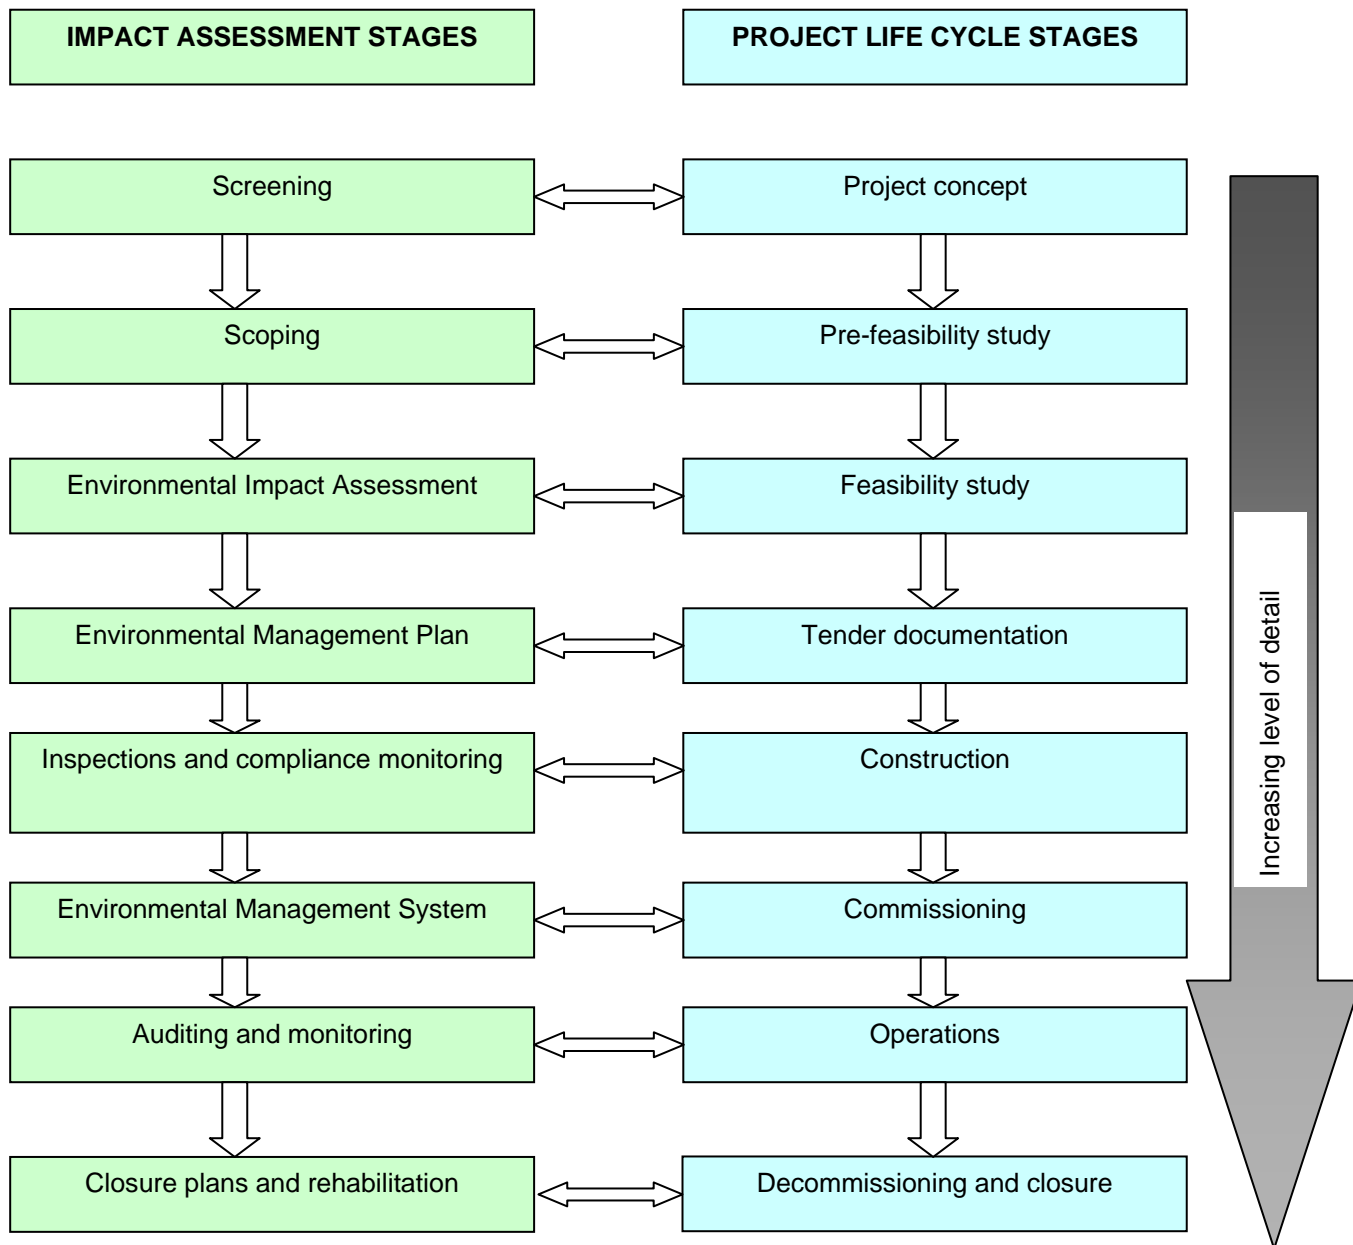 IMPACT ASSESSMENT STAGES
PROJECT LIFE CYCLE STAGES
Screening
Project concept
Scoping
Pre-feasibility study
Environmental Impact Assessment
Feasibility study
Environmental Management Plan
Tender documentation
Inspections and compliance monitoring
Construction
Environmental Management System
Commissioning
Auditing and monitoring
Operations
Closure plans and rehabilitation
Decommissioning and closure
Increasing level of detail